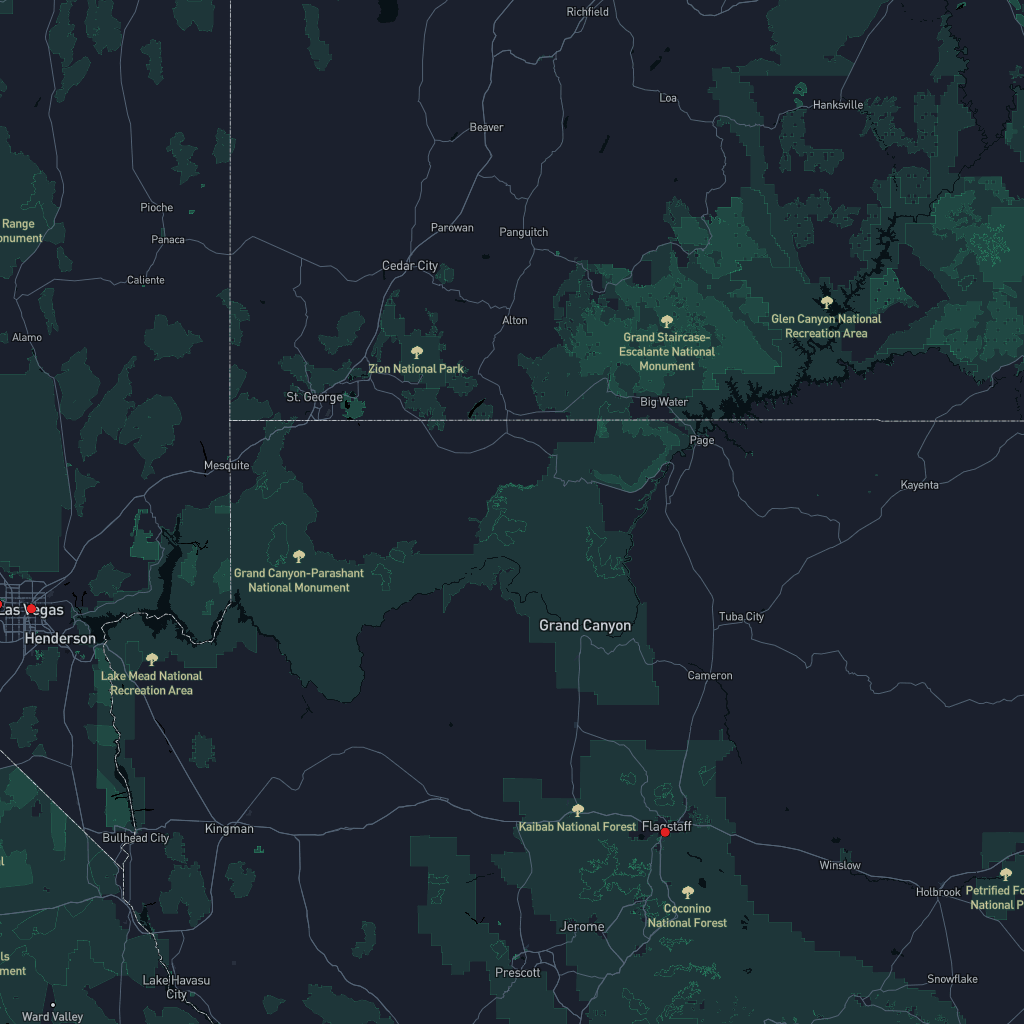 Richfield
Loa
Hanksville
Beaver
Pioche
Range
Parowan
Panguitch
Panaca
Cedar City
Caliente
Glen Canyon National
Recreation Area
Alton
Alamo
Grand Staircase-
Escalante National
Monument
Zion National Park
St. George
Big Water
Page
Mesquite
Kayenta
Grand Canyon-Parashant
National Monument
Las Vegas
Grand Canyon
Tuba City
Henderson
Lake Mead National
Recreation Area
Cameron
Kaibab National Forest
Flagstaff
Kingman
Bullhead City
Winslow
Holbrook
Petrified Fo
National P
Coconino
National Forest
Jerome
Prescott
Lake Havasu
City
Snowflake
Ward Valley